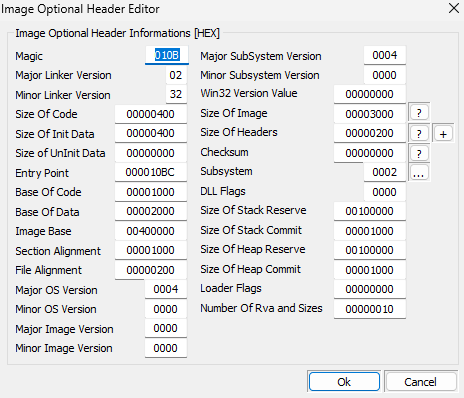 Image Optional Header Editor
Image Optional Header Informations [HEX]
Magic 010B
Major Linker Version 02
Minor Linker Version 32
Size Of Code 00000400
Size Of Init Data 00000400
Size of UnInit Data 00000000
Entry Point 000010BC
Base Of Code 00001000
Base Of Data 00002000
Image Base 00400000
Section Alignment 00001000
File Alignment 00000200
Major OS Version 0004
Minor OS Version 0000
Major Image Version 0000
Minor Image Version 0000
Major SubSystem Version 0004
Minor Subsystem Version 0000
Win32 Version Value 00000000
Size Of Image 00003000 ?
Size Of Headers 00000200 ? +
Checksum 00000000 ?
Subsystem 0002 ...
DLL Flags 0000
Size Of Stack Reserve 00100000
Size Of Stack Commit 00001000
Size Of Heap Reserve 00100000
Size Of Heap Commit 00001000
Loader Flags 00000000
Number Of Rva and Sizes 00000010
Ok Cancel